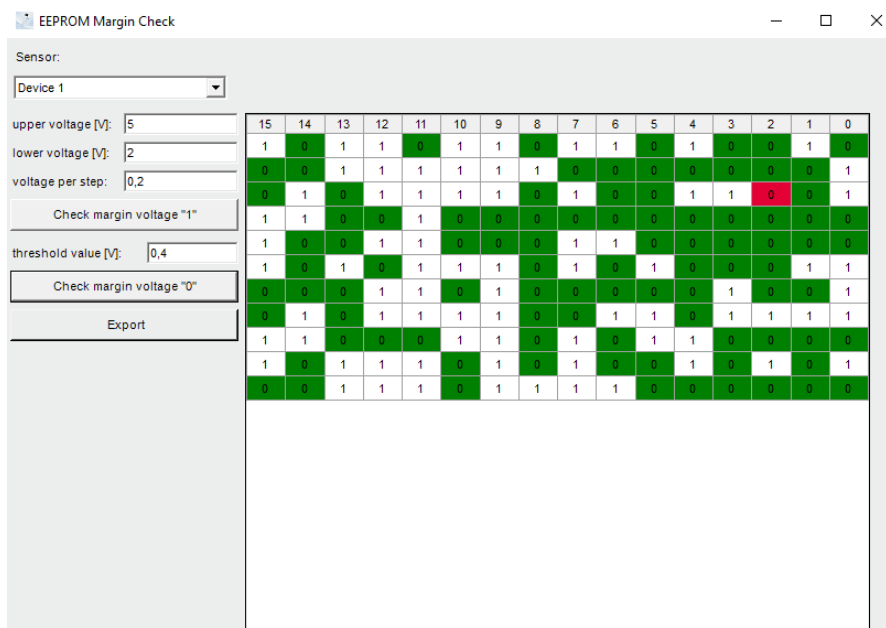 EEPROM Margin Check
Sensor:
Device 1
upper voltage [V]: 5
lower voltage [V]: 2
voltage per step: 0,2
Check margin voltage "1"
threshold value [V]: 0,4
Check margin voltage "0"
Export
15 14 13 12 11 10 9 8 7 6 5 4 3 2 1 0
1 0 1 1 0 1 1 0 1 1 0 1 0 0 1 0
0 0 1 1 1 1 1 1 0 0 0 0 0 0 0 1
0 1 0 1 1 1 1 0 1 0 0 1 1 0 0 1
1 1 0 0 1 0 0 0 0 0 0 0 0 0 0 0
1 0 0 1 1 0 0 0 1 1 0 0 0 0 0 0
1 0 1 0 1 1 1 0 1 0 1 0 0 0 1 1
0 0 0 1 1 0 1 0 0 0 0 0 1 0 0 1
0 1 0 1 1 1 1 0 0 1 1 0 1 1 1 1
1 1 0 0 0 1 1 0 1 0 1 1 0 0 0 0
1 0 1 1 1 0 1 0 1 0 0 1 0 1 0 1
0 0 1 1 1 0 1 1 1 1 0 0 0 0 0 0